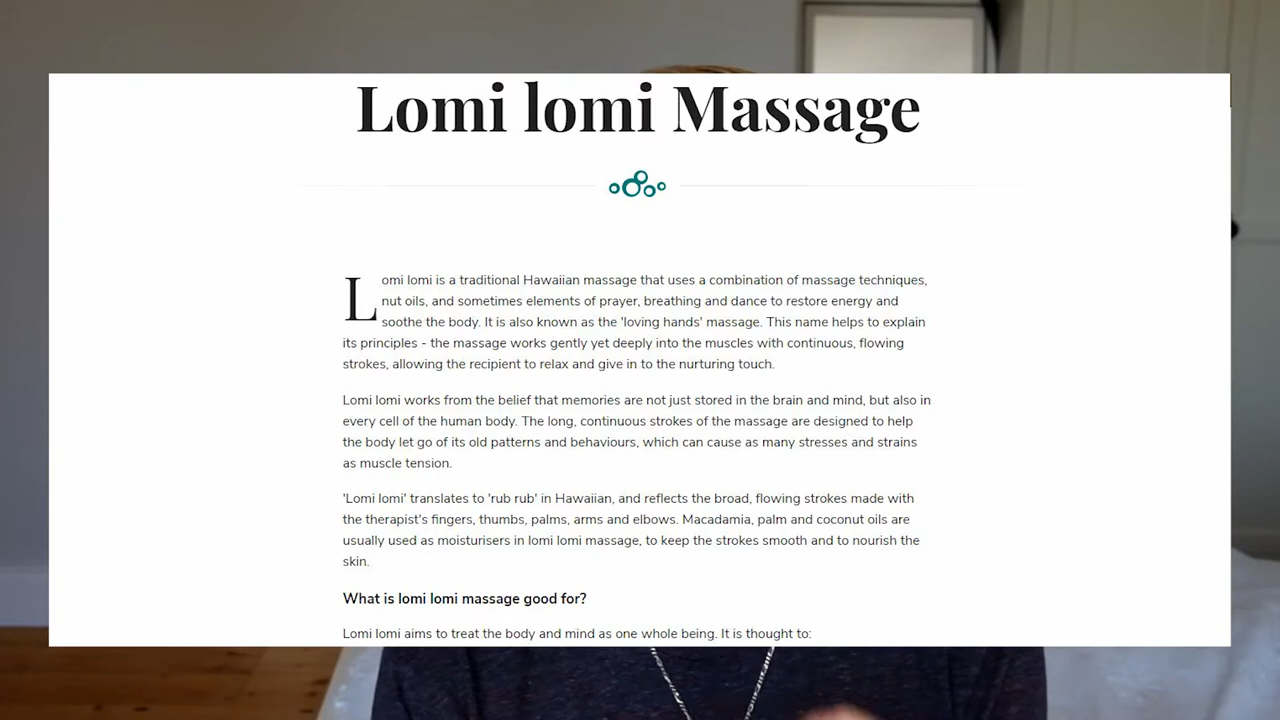 Lomi lomi Massage
Lomi lomi is a traditional Hawaiian massage that uses a combination of massage techniques,
nut oils, and sometimes elements of prayer, breathing and dance to restore energy and
soothe the body. It is also known as the 'loving hands' massage. This name helps to explain
its principles - the massage works gently yet deeply into the muscles with continuous, flowing
strokes, allowing the recipient to relax and give in to the nurturing touch.
Lomi lomi works from the belief that memories are not just stored in the brain and mind, but also in
every cell of the human body. The long, continuous strokes of the massage are designed to help
the body let go of its old patterns and behaviours, which can cause as many stresses and strains
as muscle tension.
'Lomi lomi' translates to 'rub rub' in Hawaiian, and reflects the broad, flowing strokes made with
the therapist's fingers, thumbs, palms, arms and elbows. Macadamia, palm and coconut oils are
usually used as moisturisers in lomi lomi massage, to keep the strokes smooth and to nourish the
skin.
What is lomi lomi massage good for?
Lomi lomi aims to treat the body and mind as one whole being. It is thought to: